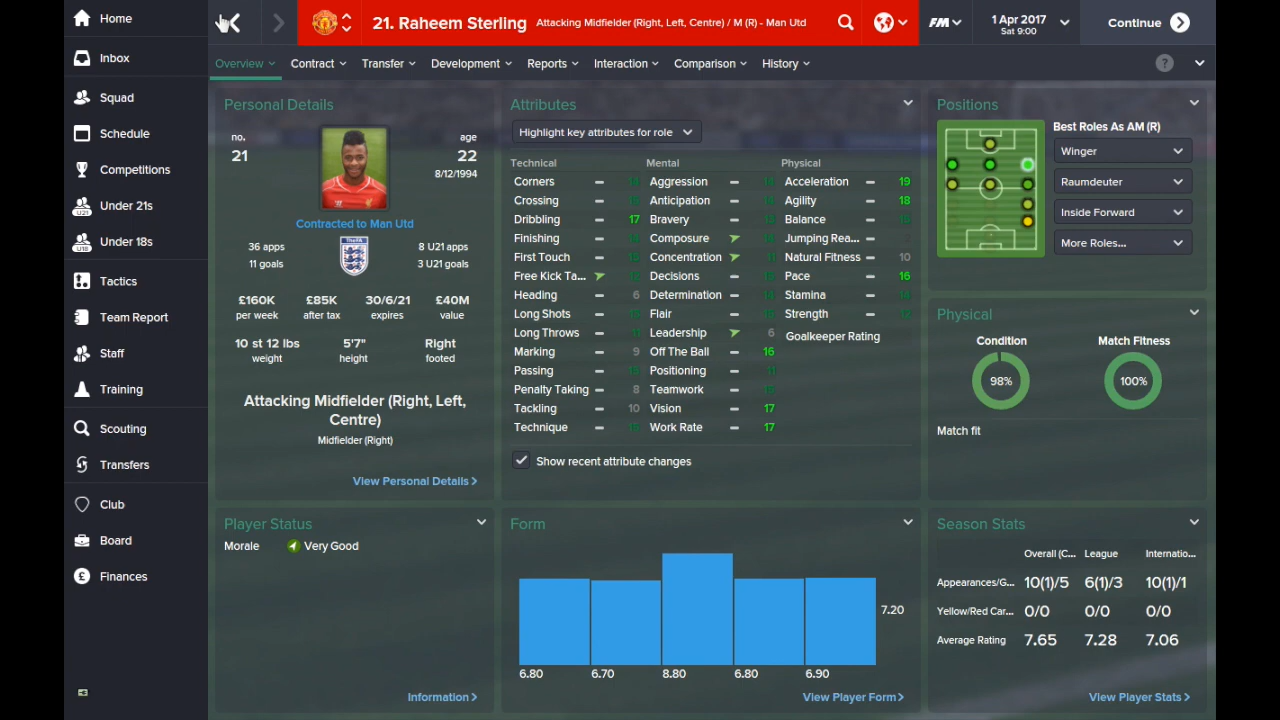 Home
Inbox
Squad
Schedule
Competitions
Under 21s
U21
Under 18s
U18
Tactics
Team Report
Staff
Training
Scouting
Transfers
Club
Board
£ Finances
21. Raheem Sterling
Attacking Midfielder (Right, Left, Centre) / M (R) - Man Utd
FM
1 Apr 2017
Sat 9:00
Continue
Overview Contract Transfer Development Reports Interaction Comparison History
?
Personal Details
no.
21
age
22
8/12/1994
Contracted to Man Utd
36 apps
11 goals
TheFA
8 U21 apps
3 U21 goals
£160K £85K 30/6/21 £40M
per week after tax expires value
10 st 12 lbs 5'7" Right
weight height footed
Attacking Midfielder (Right, Left,
Centre)
Midfielder (Right)
View Personal Details
Attributes
Highlight key attributes for role
Technical Mental Physical
Corners Aggression Acceleration 19
Crossing Anticipation Agility 18
Dribbling 17 Bravery Balance
Finishing Composure Jumping Rea...
First Touch Concentration 11 Natural Fitness 10
Free Kick Ta... Decisions Pace 16
Heading 6 Determination Stamina
Long Shots Flair Strength
Long Throws 11 Leadership 6 Goalkeeper Rating
Marking 9 Off The Ball 16
Passing Positioning 11
Penalty Taking 8 Teamwork
Tackling 10 Vision 17
Technique Work Rate 17
Show recent attribute changes
Positions
Best Roles As AM (R)
Winger
Raumdeuter
Inside Forward
More Roles...
Physical
Condition Match Fitness
98% 100%
Match fit
Player Status
Morale Very Good
Information
Form
7.20
6.80 6.70 8.80 6.80 6.90
View Player Form
Season Stats
Overall (C... League Internatio...
Appearances/G... 10(1)/5 6(1)/3 10(1)/1
Yellow/Red Car... 0/0 0/0 0/0
Average Rating 7.65 7.28 7.06
View Player Stats